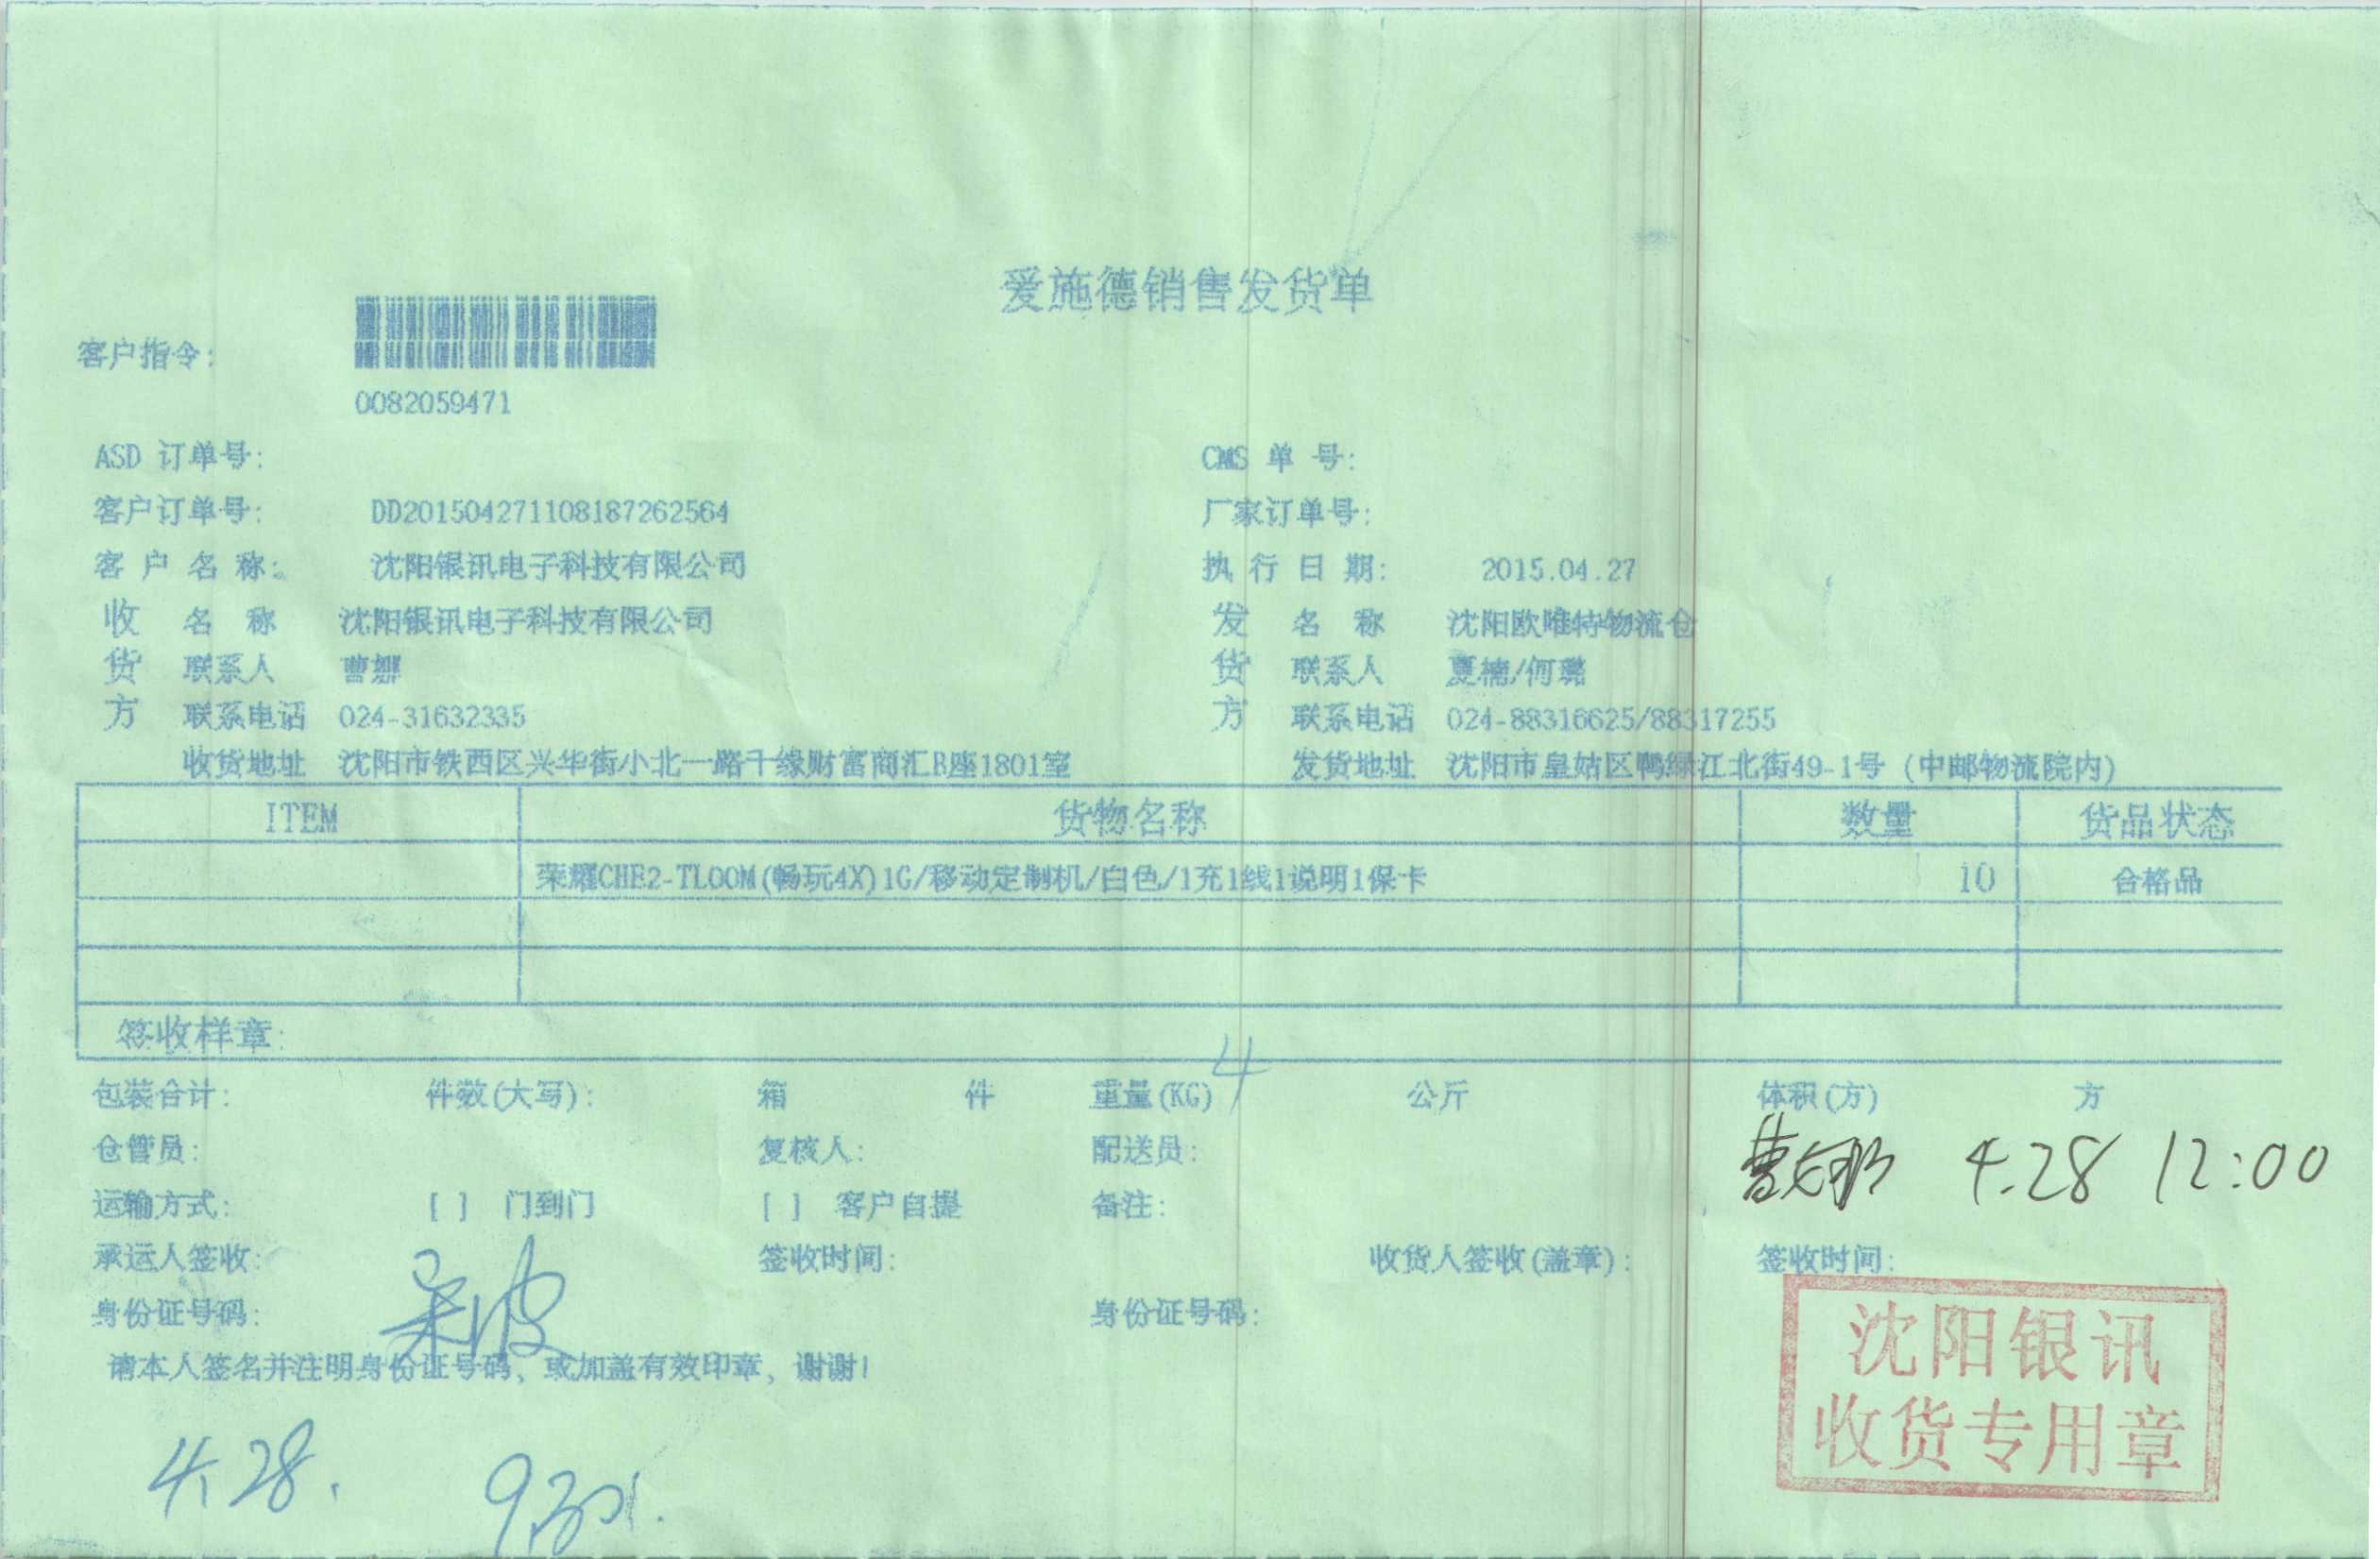 爱施德销售发货单
客户指令:
0082059471
ASD 订单号: CMS 单 号:
客户订单号: DD20150427110818​7262564 厂家订单号:
客 户 名 称: 沈阳银讯电子科技有限公司 执 行 日 期: 2015.04.27
收 名 称 沈阳银讯电子科技有限公司 发 名 称 沈阳欧唯特物流仓
货 联系人 曹娜 货 联系人 夏楠/何璐
方 联系电话 024-31632335 方 联系电话 024-88316625/88317255
收货地址 沈阳市铁西区兴华街小北一路千缘财富商汇B座1801室 发货地址 沈阳市皇姑区鸭绿江北街49-1号 (中邮物流院内)
ITEM 货物名称 数量 货品状态
荣耀CHE2-TL00M(畅玩4X)1G/移动定制机/白色/1充1线1说明1保卡 10 合格品
签收样章:
包装合计: 件数(大写): 箱 件 重量(KG) 4 公斤 体积(方) 方
仓管员: 复核人: 配送员: 曹娜 4.28 12:00
运输方式: [ ] 门到门 [ ] 客户自提 备注:
承运人签收: 签收时间: 收货人签收(盖章): 签收时间:
身份证号码: 身份证号码:
请本人签名并注明身份证号码、或加盖有效印章、谢谢!
沈阳银讯
收货专用章
4.28.